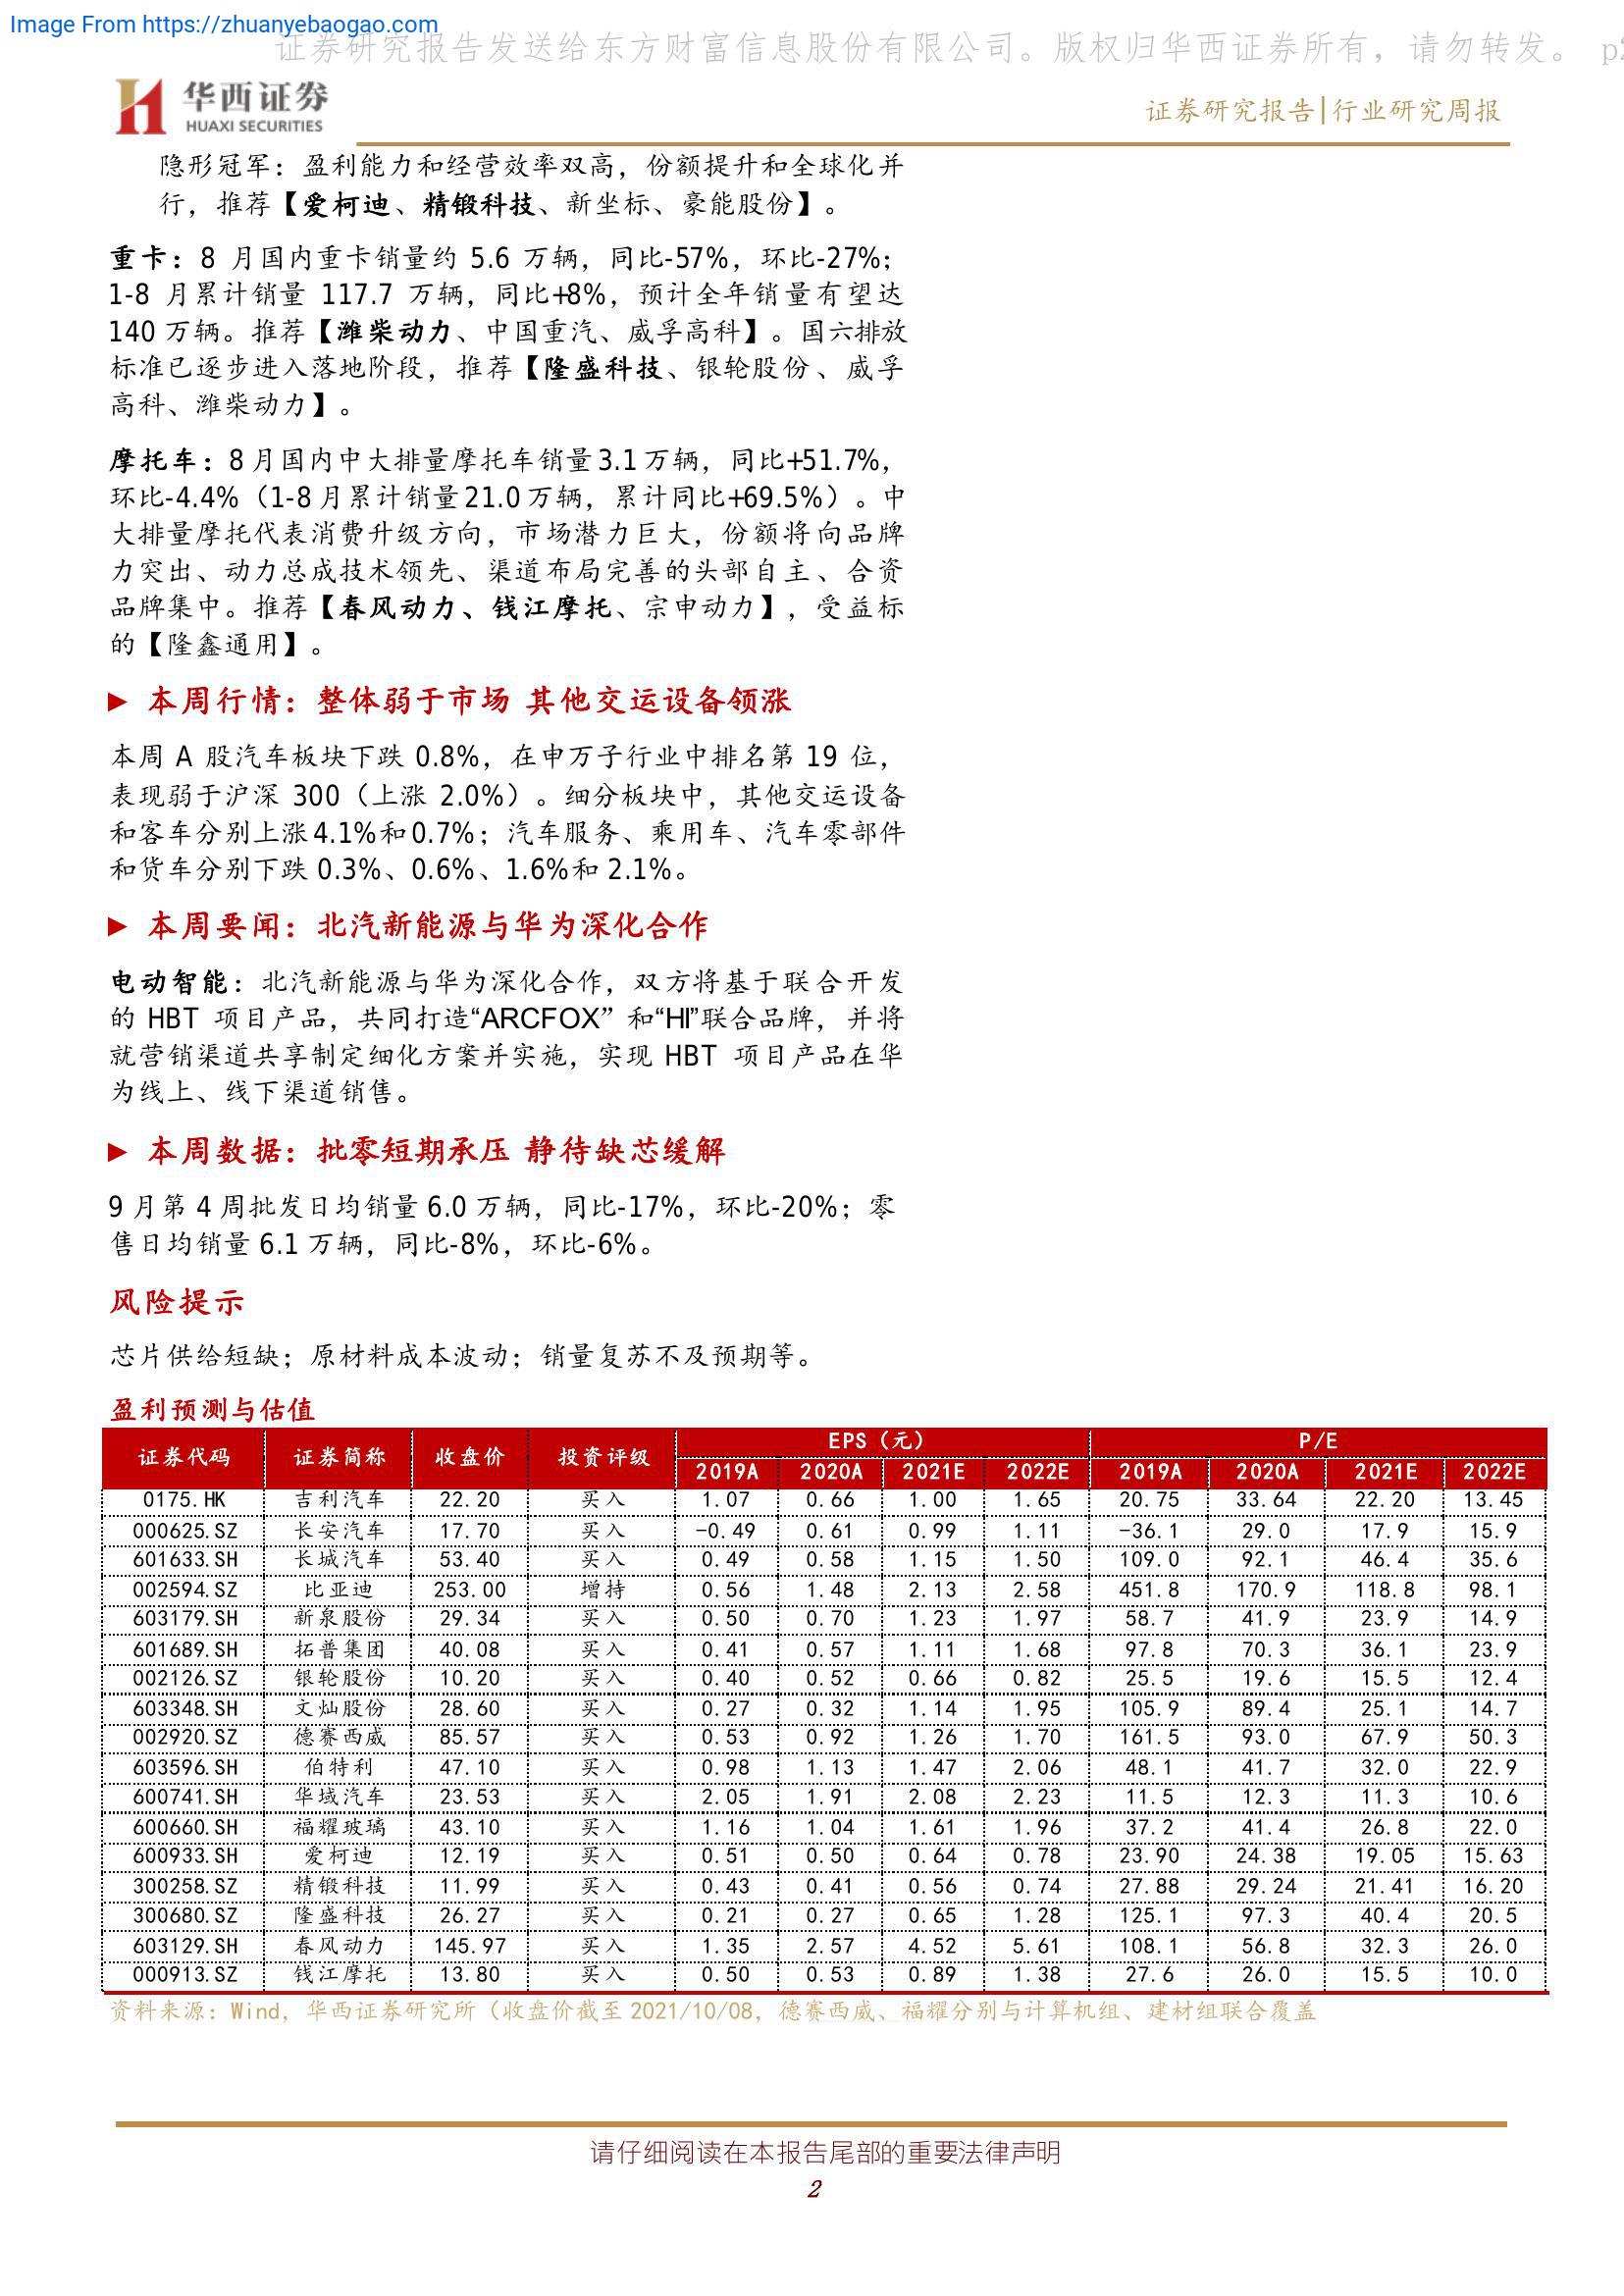 Image From https://zhuanyebaogao.com
证券研究报告发送给东方财富信息股份有限公司。版权归华西证券所有，请勿转发。 p2
华西证券
HUAXI SECURITIES
证券研究报告|行业研究周报
隐形冠军：盈利能力和经营效率双高，份额提升和全球化并
行，推荐【爱柯迪、精锻科技、新坐标、豪能股份】。
重卡：8 月国内重卡销量约 5.6 万辆，同比-57%，环比-27%；
1-8 月累计销量 117.7 万辆，同比+8%，预计全年销量有望达
140 万辆。推荐【潍柴动力、中国重汽、威孚高科】。国六排放
标准已逐步进入落地阶段，推荐【隆盛科技、银轮股份、威孚
高科、潍柴动力】。
摩托车：8 月国内中大排量摩托车销量 3.1 万辆，同比+51.7%，
环比-4.4%（1-8 月累计销量 21.0 万辆，累计同比+69.5%）。中
大排量摩托代表消费升级方向，市场潜力巨大，份额将向品牌
力突出、动力总成技术领先、渠道布局完善的头部自主、合资
品牌集中。推荐【春风动力、钱江摩托、宗申动力】，受益标
的【隆鑫通用】。
► 本周行情：整体弱于市场 其他交运设备领涨
本周 A 股汽车板块下跌 0.8%，在申万子行业中排名第 19 位，
表现弱于沪深 300（上涨 2.0%）。细分板块中，其他交运设备
和客车分别上涨 4.1%和 0.7%；汽车服务、乘用车、汽车零部件
和货车分别下跌 0.3%、0.6%、1.6%和 2.1%。
► 本周要闻：北汽新能源与华为深化合作
电动智能：北汽新能源与华为深化合作，双方将基于联合开发
的 HBT 项目产品，共同打造“ARCFOX” 和“HI”联合品牌，并将
就营销渠道共享制定细化方案并实施，实现 HBT 项目产品在华
为线上、线下渠道销售。
► 本周数据：批零短期承压 静待缺芯缓解
9 月第 4 周批发日均销量 6.0 万辆，同比-17%，环比-20%；零
售日均销量 6.1 万辆，同比-8%，环比-6%。
风险提示
芯片供给短缺；原材料成本波动；销量复苏不及预期等。
盈利预测与估值
证券代码 证券简称 收盘价 投资评级 EPS（元） P/E
2019A 2020A 2021E 2022E 2019A 2020A 2021E 2022E
0175.HK 吉利汽车 22.20 买入 1.07 0.66 1.00 1.65 20.75 33.64 22.20 13.45
000625.SZ 长安汽车 17.70 买入 -0.49 0.61 0.99 1.11 -36.1 29.0 17.9 15.9
601633.SH 长城汽车 53.40 买入 0.49 0.58 1.15 1.50 109.0 92.1 46.4 35.6
002594.SZ 比亚迪 253.00 增持 0.56 1.48 2.13 2.58 451.8 170.9 118.8 98.1
603179.SH 新泉股份 29.34 买入 0.50 0.70 1.23 1.97 58.7 41.9 23.9 14.9
601689.SH 拓普集团 40.08 买入 0.41 0.57 1.11 1.68 97.8 70.3 36.1 23.9
002126.SZ 银轮股份 10.20 买入 0.40 0.52 0.66 0.82 25.5 19.6 15.5 12.4
603348.SH 文灿股份 28.60 买入 0.27 0.32 1.14 1.95 105.9 89.4 25.1 14.7
002920.SZ 德赛西威 85.57 买入 0.53 0.92 1.26 1.70 161.5 93.0 67.9 50.3
603596.SH 伯特利 47.10 买入 0.98 1.13 1.47 2.06 48.1 41.7 32.0 22.9
600741.SH 华域汽车 23.53 买入 2.05 1.91 2.08 2.23 11.5 12.3 11.3 10.6
600660.SH 福耀玻璃 43.10 买入 1.16 1.04 1.61 1.96 37.2 41.4 26.8 22.0
600933.SH 爱柯迪 12.19 买入 0.51 0.50 0.64 0.78 23.90 24.38 19.05 15.63
300258.SZ 精锻科技 11.99 买入 0.43 0.41 0.56 0.74 27.88 29.24 21.41 16.20
300680.SZ 隆盛科技 26.27 买入 0.21 0.27 0.65 1.28 125.1 97.3 40.4 20.5
603129.SH 春风动力 145.97 买入 1.35 2.57 4.52 5.61 108.1 56.8 32.3 26.0
000913.SZ 钱江摩托 13.80 买入 0.50 0.53 0.89 1.38 27.6 26.0 15.5 10.0
资料来源：Wind，华西证券研究所（收盘价截至 2021/10/08，德赛西威、福耀分别与计算机组、建材组联合覆盖
请仔细阅读在本报告尾部的重要法律声明
2